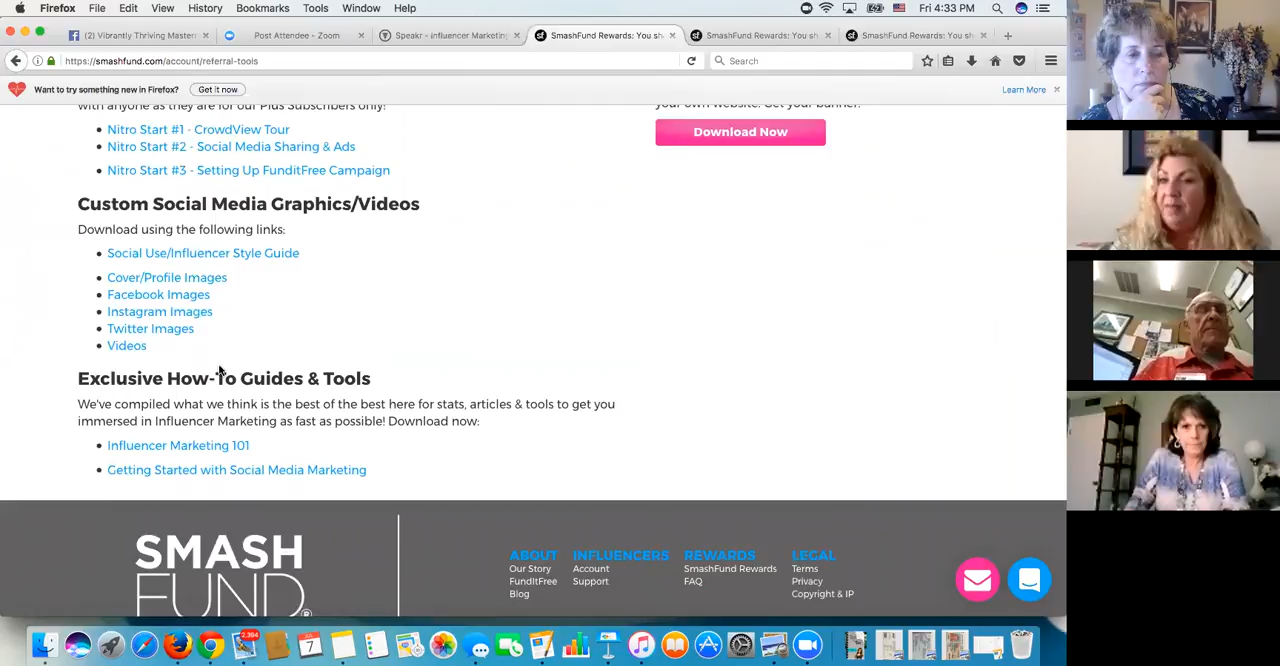 Firefox File Edit View History Bookmarks Tools Window Help Fri 4:33 PM
(2) Vibrantly Thriving Master Post Attendee - Zoom Speakr - Influencer Marketing SmashFund Rewards: You sh SmashFund Rewards: You sh SmashFund Rewards: You sh
https://smashfund.com/account/referral-tools Search
Want to try something new in Firefox? Get it now Learn More
with anyone as they are for our Plus Subscribers only!
your own website. Get your banner.
Nitro Start #1 - CrowdView Tour
Download Now
Nitro Start #2 - Social Media Sharing & Ads
Nitro Start #3 - Setting Up FunditFree Campaign
Custom Social Media Graphics/Videos
Download using the following links:
Social Use/Influencer Style Guide
Cover/Profile Images
Facebook Images
Instagram Images
Twitter Images
Videos
Exclusive How-To Guides & Tools
We've compiled what we think is the best of the best here for stats, articles & tools to get you
immersed in Influencer Marketing as fast as possible! Download now:
Influencer Marketing 101
Getting Started with Social Media Marketing
SMASH
FUND
ABOUT INFLUENCERS REWARDS LEGAL
Our Story Account SmashFund Rewards Terms
FundItFree Support FAQ Privacy
Blog Copyright & IP
2,394
7